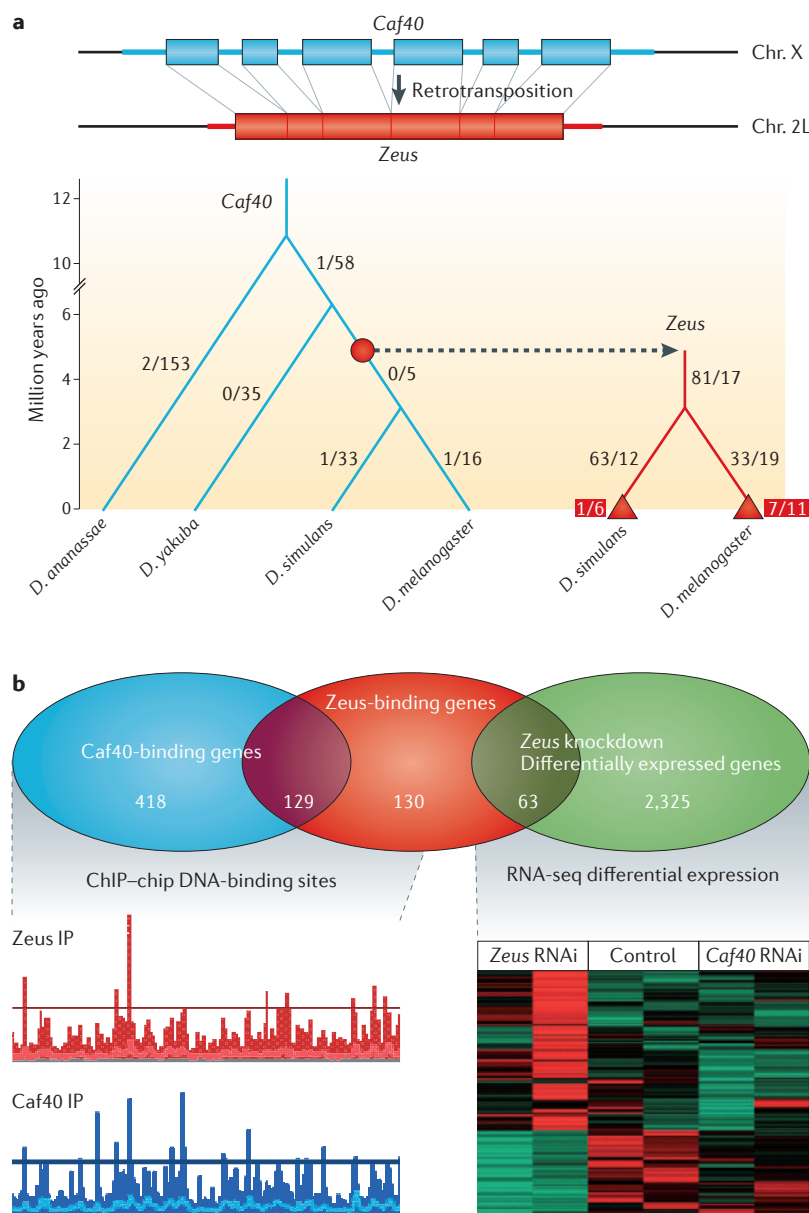 a
Caf40
Chr. X
Retrotransposition
Chr. 2L
Zeus
Million years ago
12
10
6
4
2
0
Caf40
1/58
2/153
0/35
0/5
1/33
1/16
Zeus
81/17
63/12
33/19
1/6
7/11
D. ananassae
D. yakuba
D. simulans
D. melanogaster
D. simulans
D. melanogaster
b
Zeus-binding genes
Caf40-binding genes
Zeus knockdown
Differentially expressed genes
418
129
130
63
2,325
ChIP–chip DNA-binding sites
RNA-seq differential expression
Zeus IP
Zeus RNAi
Control
Caf40 RNAi
Caf40 IP